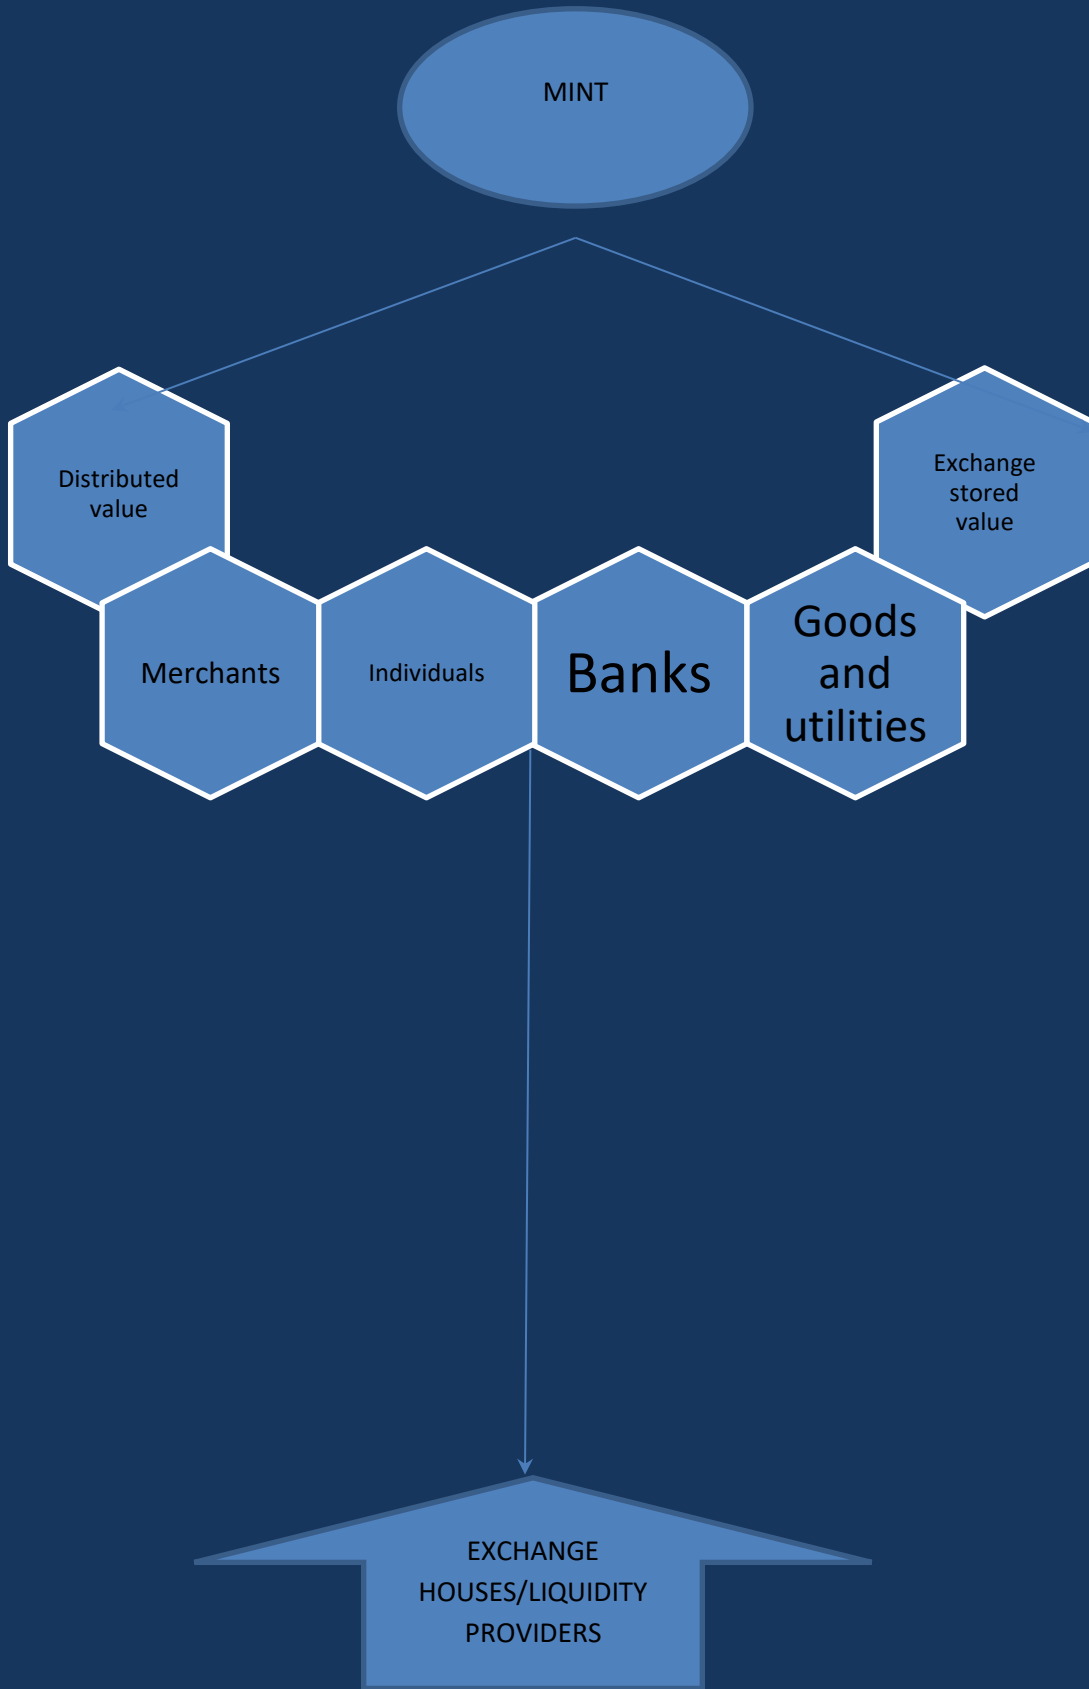 MINT
Distributed
value
Exchange
stored
value
Merchants
Individuals
Banks
Goods
and
utilities
EXCHANGE
HOUSES/LIQUIDITY
PROVIDERS